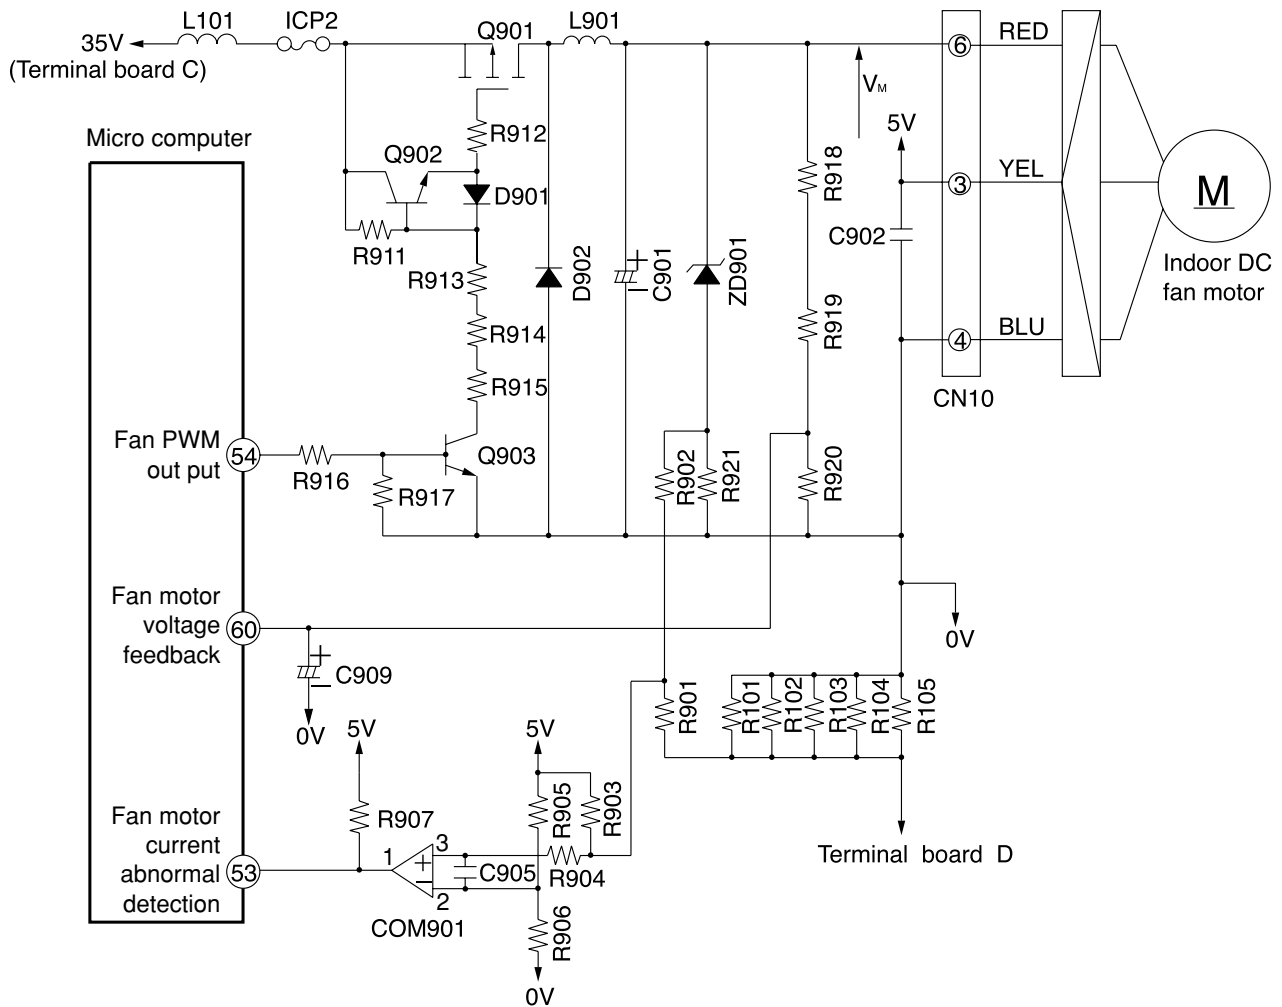 L101
ICP2
Q901
L901
35V
(Terminal board C)
6
RED
VM
Micro computer
R912
5V
Q902
R918
3
YEL
M
D901
R911
C902
R913
D902
C901
ZD901
Indoor DC
fan motor
R914
R919
4
BLU
R915
CN10
Fan PWM
out put
54
R916
R917
Q903
R902
R921
R920
Fan motor
voltage
feedback
60
C909
0V
0V
R901
R101
R102
R103
R104
R105
5V
5V
R907
R905
R903
Fan motor
current
abnormal
detection
53
1
3
+
−
2
C905
R904
COM901
R906
0V
Terminal board D